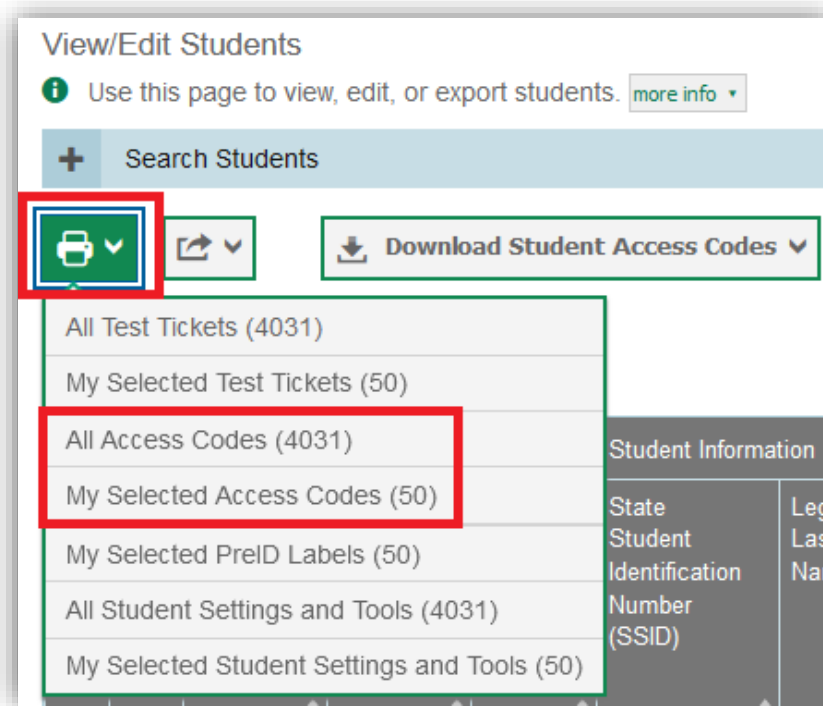 View/Edit Students
Use this page to view, edit, or export students. more info
Search Students
Download Student Access Codes
All Test Tickets (4031)
My Selected Test Tickets (50)
All Access Codes (4031)
My Selected Access Codes (50)
My Selected PreID Labels (50)
All Student Settings and Tools (4031)
My Selected Student Settings and Tools (50)
Student Information
State
Student
Identification
Number
(SSID)
Leg
Las
Na